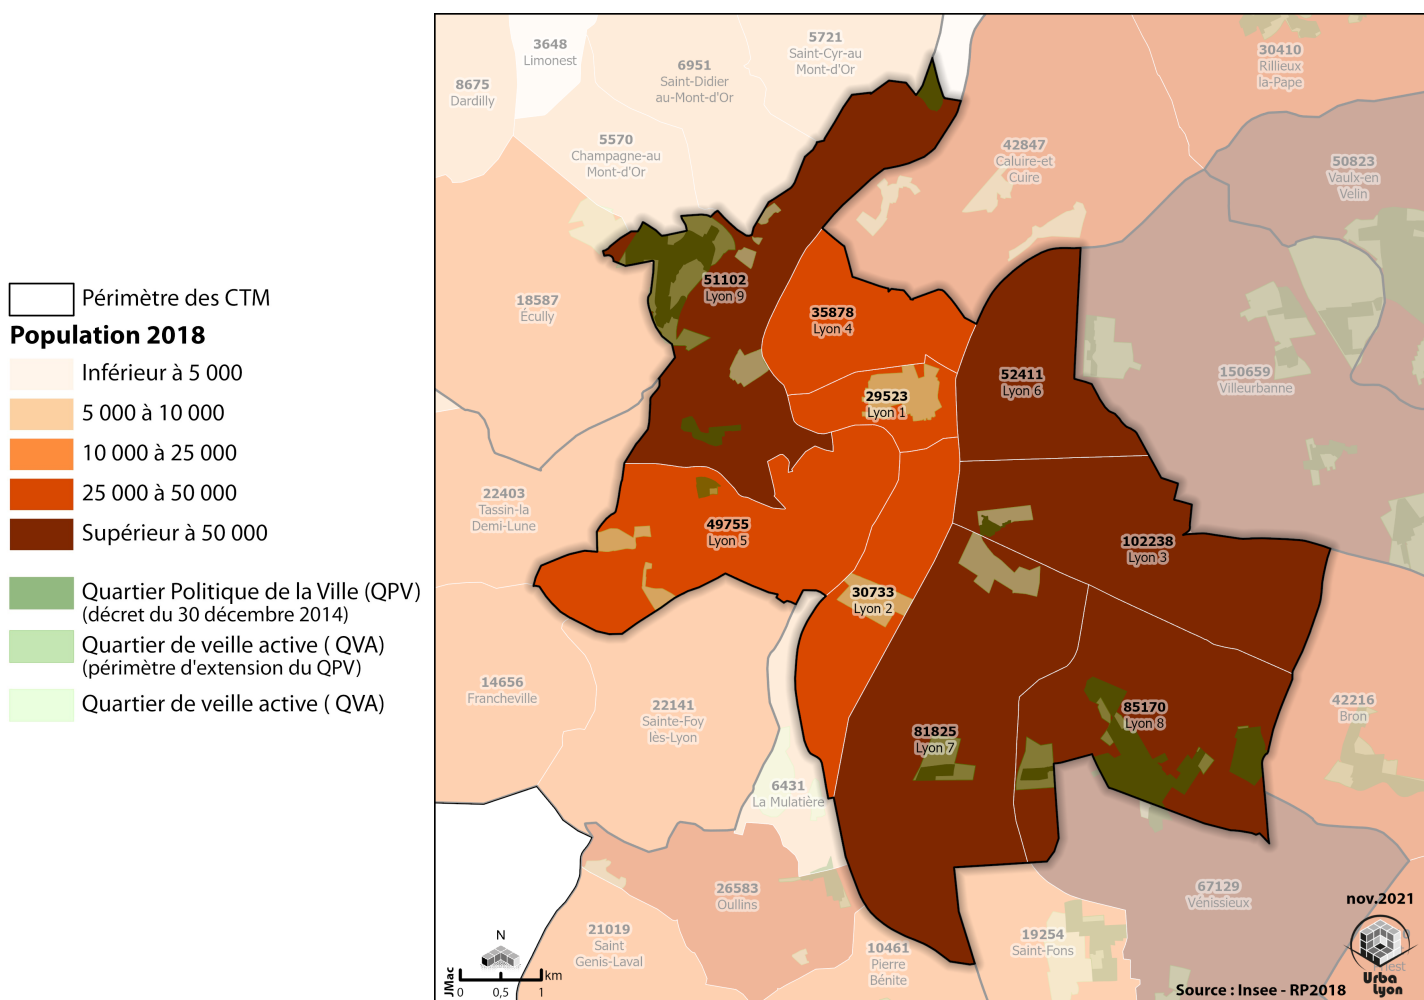 Périmètre des CTM
Population 2018
Inférieur à 5 000
5 000 à 10 000
10 000 à 25 000
25 000 à 50 000
Supérieur à 50 000
Quartier Politique de la Ville (QPV)
(décret du 30 décembre 2014)
Quartier de veille active ( QVA)
(périmètre d'extension du QPV)
Quartier de veille active ( QVA)
3648
Limonest
5721
Saint-Cyr-au
Mont-d'Or
30410
Rillieux
la-Pape
8675
Dardilly
6951
Saint-Didier
au-Mont-d'Or
5570
Champagne-au
Mont-d'Or
42847
Caluire-et
Cuire
50823
Vaulx-en
Velin
18587
Écully
51102
Lyon 9
35878
Lyon 4
52411
Lyon 6
150659
Villeurbanne
29523
Lyon 1
22403
Tassin-la
Demi-Lune
49755
Lyon 5
102238
Lyon 3
30733
Lyon 2
14656
Francheville
22141
Sainte-Foy
lès-Lyon
81825
Lyon 7
85170
Lyon 8
42216
Bron
6431
La Mulatière
26583
Oullins
67129
Vénissieux
21019
Saint
Genis-Laval
10461
Pierre
Bénite
19254
Saint-Fons
nov.2021
N
JMac
km
0 0,5 1
Source : Insee - RP2018
Urba
Lyon